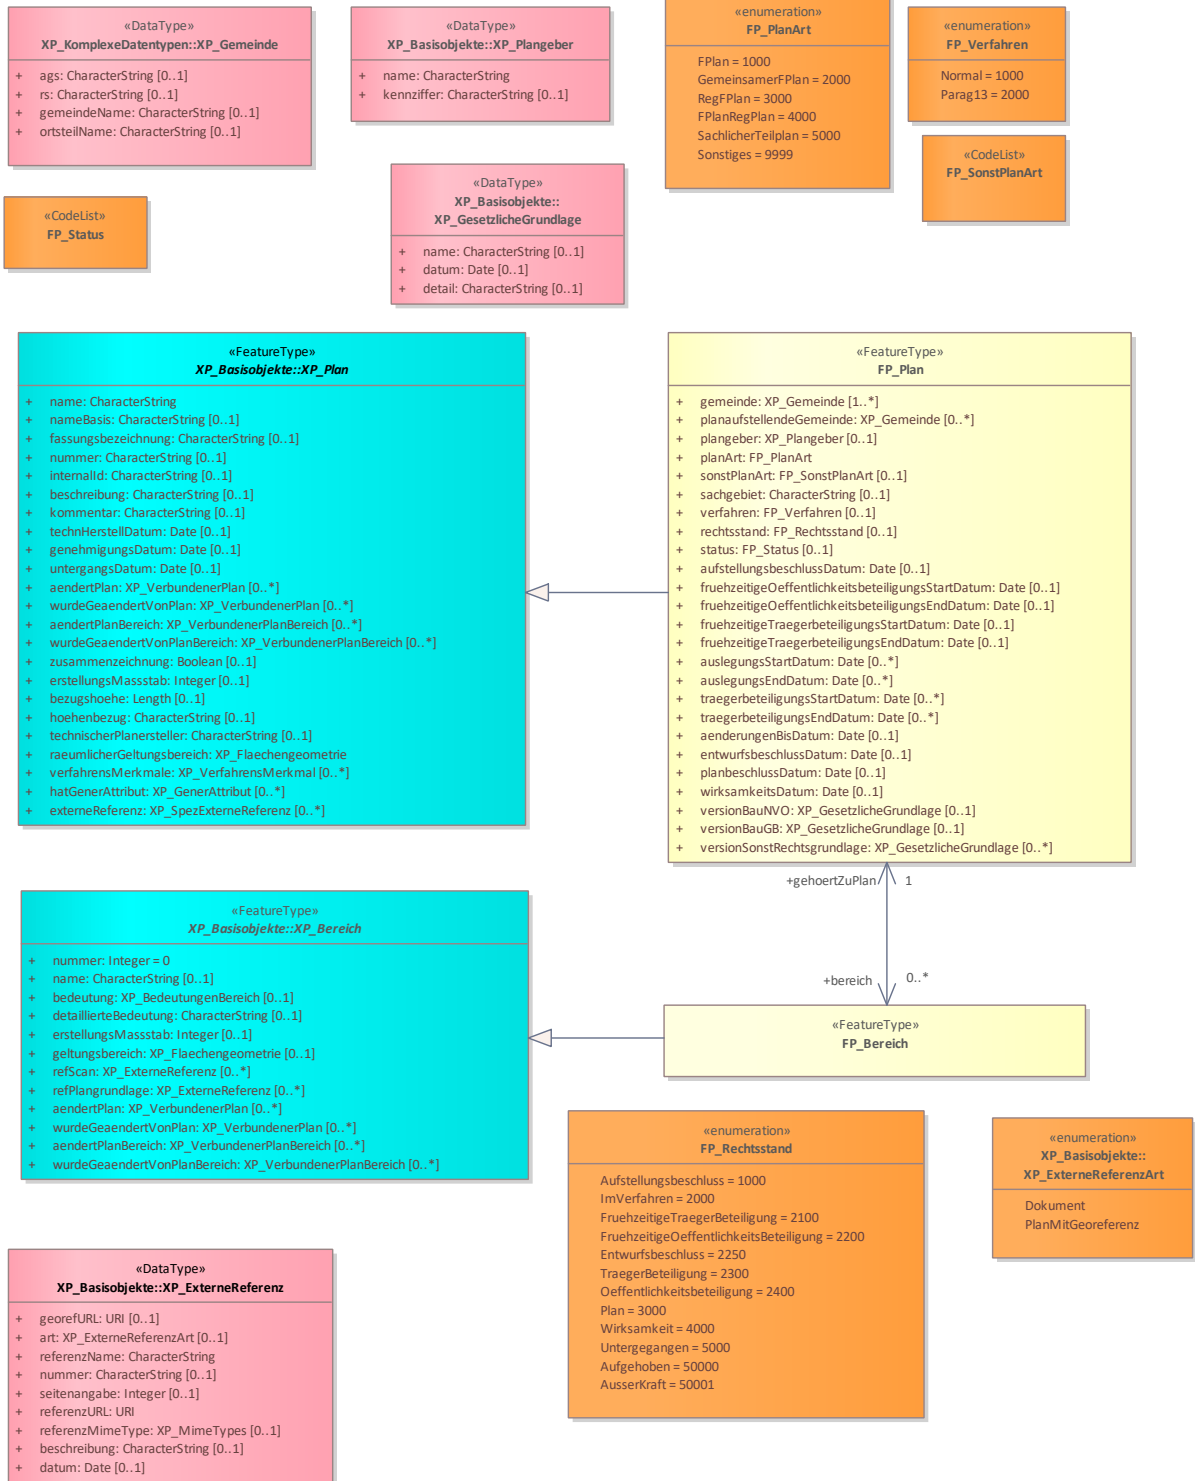 «DataType»
XP_KomplexeDatentypen::XP_Gemeinde
+ ags: CharacterString [0..1]
+ rs: CharacterString [0..1]
+ gemeindeName: CharacterString [0..1]
+ ortsteilName: CharacterString [0..1]
«DataType»
XP_Basisobjekte::XP_Plangeber
+ name: CharacterString
+ kennziffer: CharacterString [0..1]
«enumeration»
FP_PlanArt
FPlan = 1000
GemeinsamerFPlan = 2000
RegFPlan = 3000
FPlanRegPlan = 4000
SachlicherTeilplan = 5000
Sonstiges = 9999
«enumeration»
FP_Verfahren
Normal = 1000
Parag13 = 2000
«CodeList»
FP_SonstPlanArt
«CodeList»
FP_Status
«DataType»
XP_Basisobjekte::
XP_GesetzlicheGrundlage
+ name: CharacterString [0..1]
+ datum: Date [0..1]
+ detail: CharacterString [0..1]
«FeatureType»
XP_Basisobjekte::XP_Plan
+ name: CharacterString
+ nameBasis: CharacterString [0..1]
+ fassungsbezeichnung: CharacterString [0..1]
+ nummer: CharacterString [0..1]
+ internalId: CharacterString [0..1]
+ beschreibung: CharacterString [0..1]
+ kommentar: CharacterString [0..1]
+ technHerstellDatum: Date [0..1]
+ genehmigungsDatum: Date [0..1]
+ untergangsDatum: Date [0..1]
+ aendertPlan: XP_VerbundenerPlan [0..*]
+ wurdeGeaendertVonPlan: XP_VerbundenerPlan [0..*]
+ aendertPlanBereich: XP_VerbundenerPlanBereich [0..*]
+ wurdeGeaendertVonPlanBereich: XP_VerbundenerPlanBereich [0..*]
+ zusammenzeichnung: Boolean [0..1]
+ erstellungsMassstab: Integer [0..1]
+ bezugshoehe: Length [0..1]
+ hoehenbezug: CharacterString [0..1]
+ technischerPlanersteller: CharacterString [0..1]
+ raeumlicherGeltungsbereich: XP_Flaechengeometrie
+ verfahrensMerkmale: XP_VerfahrensMerkmal [0..*]
+ hatGenerAttribut: XP_GenerAttribut [0..*]
+ externeReferenz: XP_SpezExterneReferenz [0..*]
«FeatureType»
FP_Plan
+ gemeinde: XP_Gemeinde [1..*]
+ planaufstellendeGemeinde: XP_Gemeinde [0..*]
+ plangeber: XP_Plangeber [0..1]
+ planArt: FP_PlanArt
+ sonstPlanArt: FP_SonstPlanArt [0..1]
+ sachgebiet: CharacterString [0..1]
+ verfahren: FP_Verfahren [0..1]
+ rechtsstand: FP_Rechtsstand [0..1]
+ status: FP_Status [0..1]
+ aufstellungsbeschlussDatum: Date [0..1]
+ fruehzeitigeOeffentlichkeitsbeteiligungsStartDatum: Date [0..1]
+ fruehzeitigeOeffentlichkeitsbeteiligungsEndDatum: Date [0..1]
+ fruehzeitigeTraegerbeteiligungsStartDatum: Date [0..1]
+ fruehzeitigeTraegerbeteiligungsEndDatum: Date [0..1]
+ auslegungsStartDatum: Date [0..*]
+ auslegungsEndDatum: Date [0..*]
+ traegerbeteiligungsStartDatum: Date [0..*]
+ traegerbeteiligungsEndDatum: Date [0..*]
+ aenderungenBisDatum: Date [0..1]
+ entwurfsbeschlussDatum: Date [0..1]
+ planbeschlussDatum: Date [0..1]
+ wirksamkeitsDatum: Date [0..1]
+ versionBauNVO: XP_GesetzlicheGrundlage [0..1]
+ versionBauGB: XP_GesetzlicheGrundlage [0..1]
+ versionSonstRechtsgrundlage: XP_GesetzlicheGrundlage [0..*]
+gehoertZuPlan 1
+bereich 0..*
«FeatureType»
XP_Basisobjekte::XP_Bereich
+ nummer: Integer = 0
+ name: CharacterString [0..1]
+ bedeutung: XP_BedeutungenBereich [0..1]
+ detaillierteBedeutung: CharacterString [0..1]
+ erstellungsMassstab: Integer [0..1]
+ geltungsbereich: XP_Flaechengeometrie [0..1]
+ refScan: XP_ExterneReferenz [0..*]
+ refPlangrundlage: XP_ExterneReferenz [0..*]
+ aendertPlan: XP_VerbundenerPlan [0..*]
+ wurdeGeaendertVonPlan: XP_VerbundenerPlan [0..*]
+ aendertPlanBereich: XP_VerbundenerPlanBereich [0..*]
+ wurdeGeaendertVonPlanBereich: XP_VerbundenerPlanBereich [0..*]
«FeatureType»
FP_Bereich
«enumeration»
FP_Rechtsstand
Aufstellungsbeschluss = 1000
ImVerfahren = 2000
FruehzeitigeTraegerBeteiligung = 2100
FruehzeitigeOeffentlichkeitsBeteiligung = 2200
Entwurfsbeschluss = 2250
TraegerBeteiligung = 2300
Oeffentlichkeitsbeteiligung = 2400
Plan = 3000
Wirksamkeit = 4000
Untergegangen = 5000
Aufgehoben = 50000
AusserKraft = 50001
«enumeration»
XP_Basisobjekte::
XP_ExterneReferenzArt
Dokument
PlanMitGeoreferenz
«DataType»
XP_Basisobjekte::XP_ExterneReferenz
+ georefURL: URI [0..1]
+ art: XP_ExterneReferenzArt [0..1]
+ referenzName: CharacterString
+ nummer: CharacterString [0..1]
+ seitenangabe: Integer [0..1]
+ referenzURL: URI
+ referenzMimeType: XP_MimeTypes [0..1]
+ beschreibung: CharacterString [0..1]
+ datum: Date [0..1]